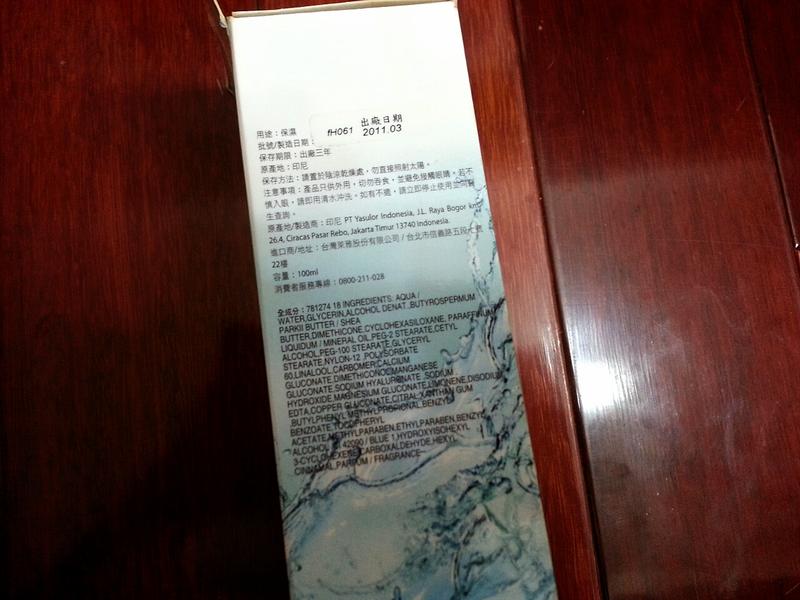 用途：保濕
fH061 出廠日期
2011.03
批號/製造日期：
保存期限：出廠三年
原產地：印尼
保存方法：請置於陰涼乾燥處，勿直接照射太陽。
注意事項：產品只供外用，切勿吞食，並避免接觸眼睛。若不
慎入眼，請即用清水沖洗。如有不適，請立即停止使用並向醫
生查詢。
原產地/製造商：印尼 PT Yasulor Indonesia, J.L. Raya Bogor km
26.4, Ciracas Pasar Rebo, Jakarta Timur 13740 Indonesia.
進口商/地址：台灣萊雅股份有限公司 / 台北市信義路五段七號
22樓
容量：100ml
消費者服務專線：0800-211-028
全成分：781274 18 INGREDIENTS: AQUA /
WATER,GLYCERIN,ALCOHOL DENAT.,BUTYROSPERMUM
PARKII BUTTER / SHEA
BUTTER,DIMETHICONE,CYCLOHEXASILOXANE, PARAFFINUM
LIQUIDUM / MINERAL OIL,PEG-2 STEARATE,CETYL
ALCOHOL,PEG-100 STEARATE,GLYCERYL
STEARATE,NYLON-12 ,POLYSORBATE
60,LINALOOL,CARBOMER,CALCIUM
GLUCONATE,DIMETHICONOL,MANGANESE
GLUCONATE,SODIUM HYALURONATE ,SODIUM
HYDROXIDE,MAGNESIUM GLUCONATE,LIMONENE,DISODIUM
EDTA,COPPER GLUCONATE,CITRAL,XANTHAN GUM
,BUTYLPHENYL METHYLPROPIONAL,BENZYL
BENZOATE,TOCOPHERYL
ACETATE,METHYLPARABEN,ETHYLPARABEN,BENZYL
ALCOHOL, 42090 / BLUE 1,HYDROXYISOHEXYL
3-CYCLOHEXENE CARBOXALDEHYDE,HEXYL
CINNAMAL,PARFUM / FRAGRANCE